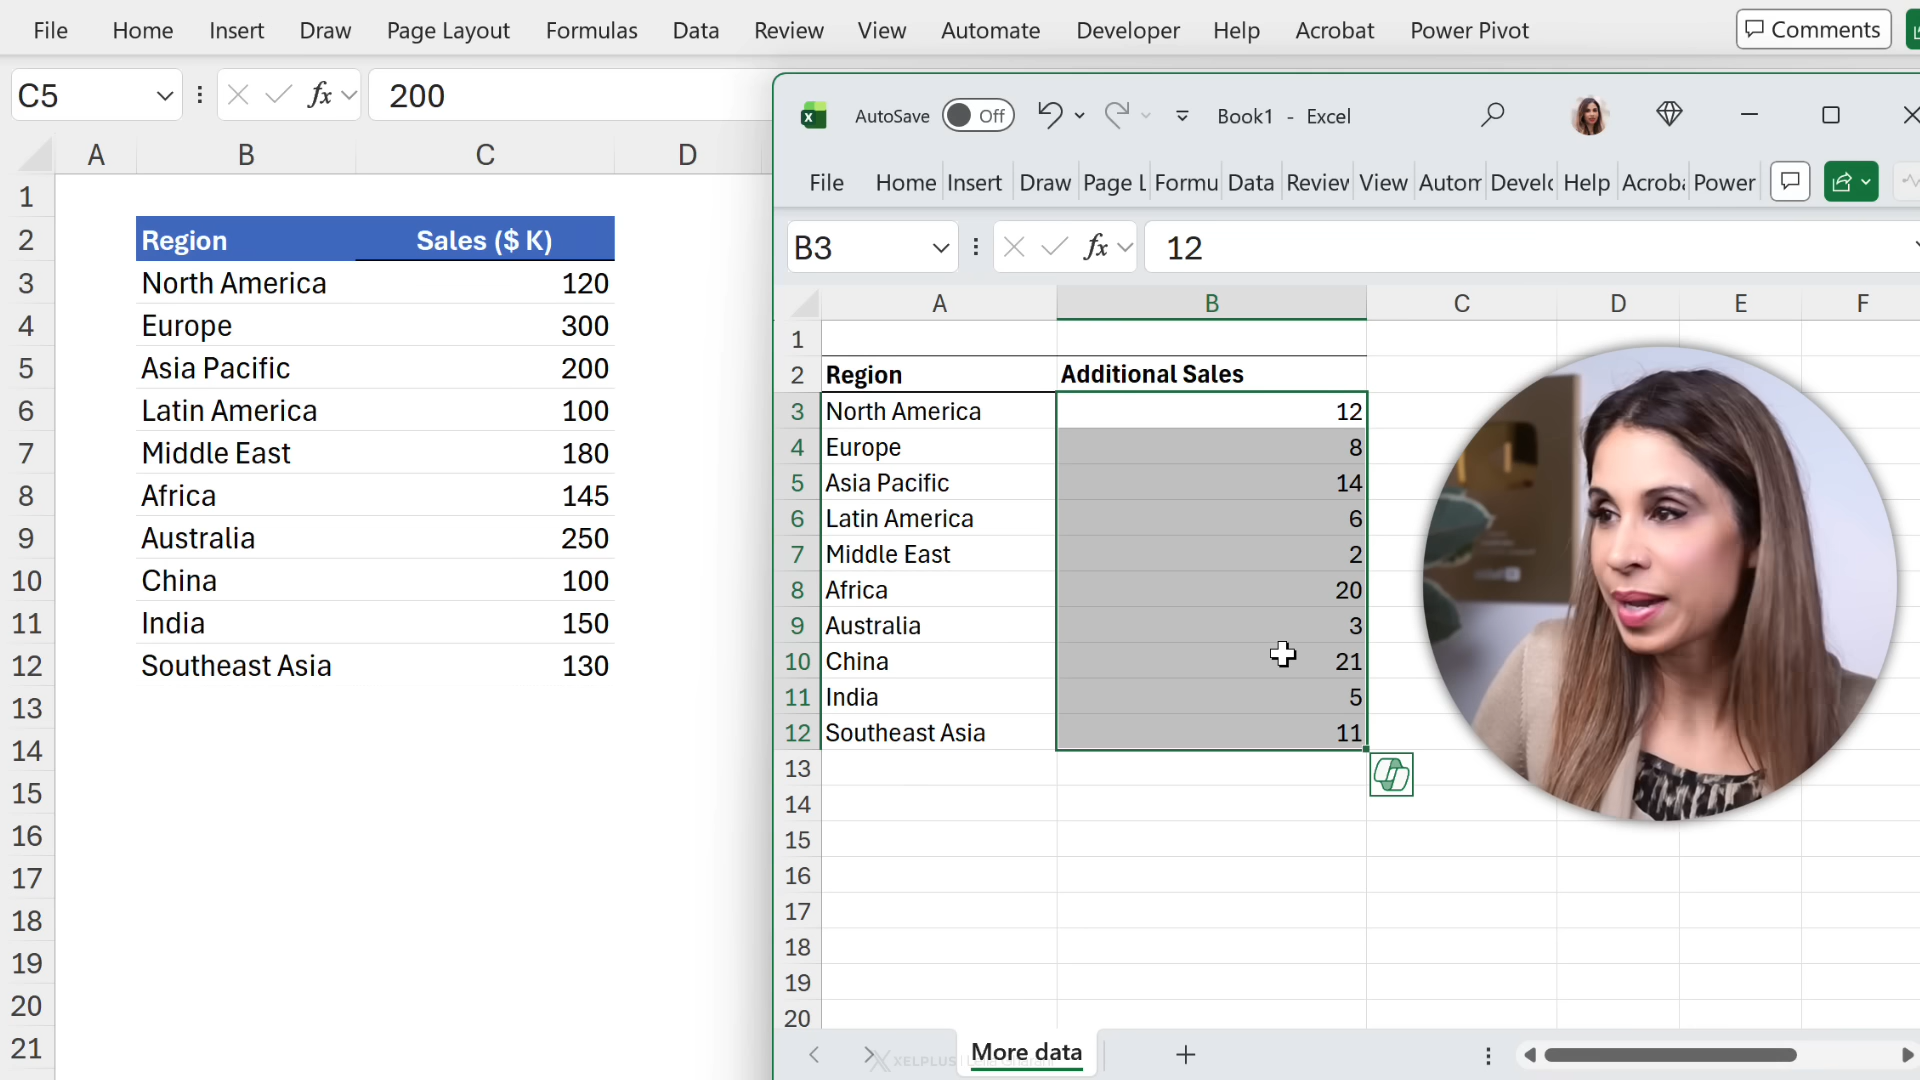 File Home Insert Draw Page Layout Formulas Data Review View Automate Developer Help Acrobat Power Pivot Comments
C5 fx 200
A B C D
1
2 Region Sales ($ K)
3 North America 120
4 Europe 300
5 Asia Pacific 200
6 Latin America 100
7 Middle East 180
8 Africa 145
9 Australia 250
10 China 100
11 India 150
12 Southeast Asia 130
13
14
15
16
17
18
19
20
21
AutoSave Off Book1 - Excel
File Home Insert Draw Page L Formu Data Review View Autom Develo Help Acroba Power
B3 fx 12
A B C D E F
1
2 Region Additional Sales
3 North America 12
4 Europe 8
5 Asia Pacific 14
6 Latin America 6
7 Middle East 2
8 Africa 20
9 Australia 3
10 China 21
11 India 5
12 Southeast Asia 11
13
14
15
16
17
18
19
20
XELPLUS More data